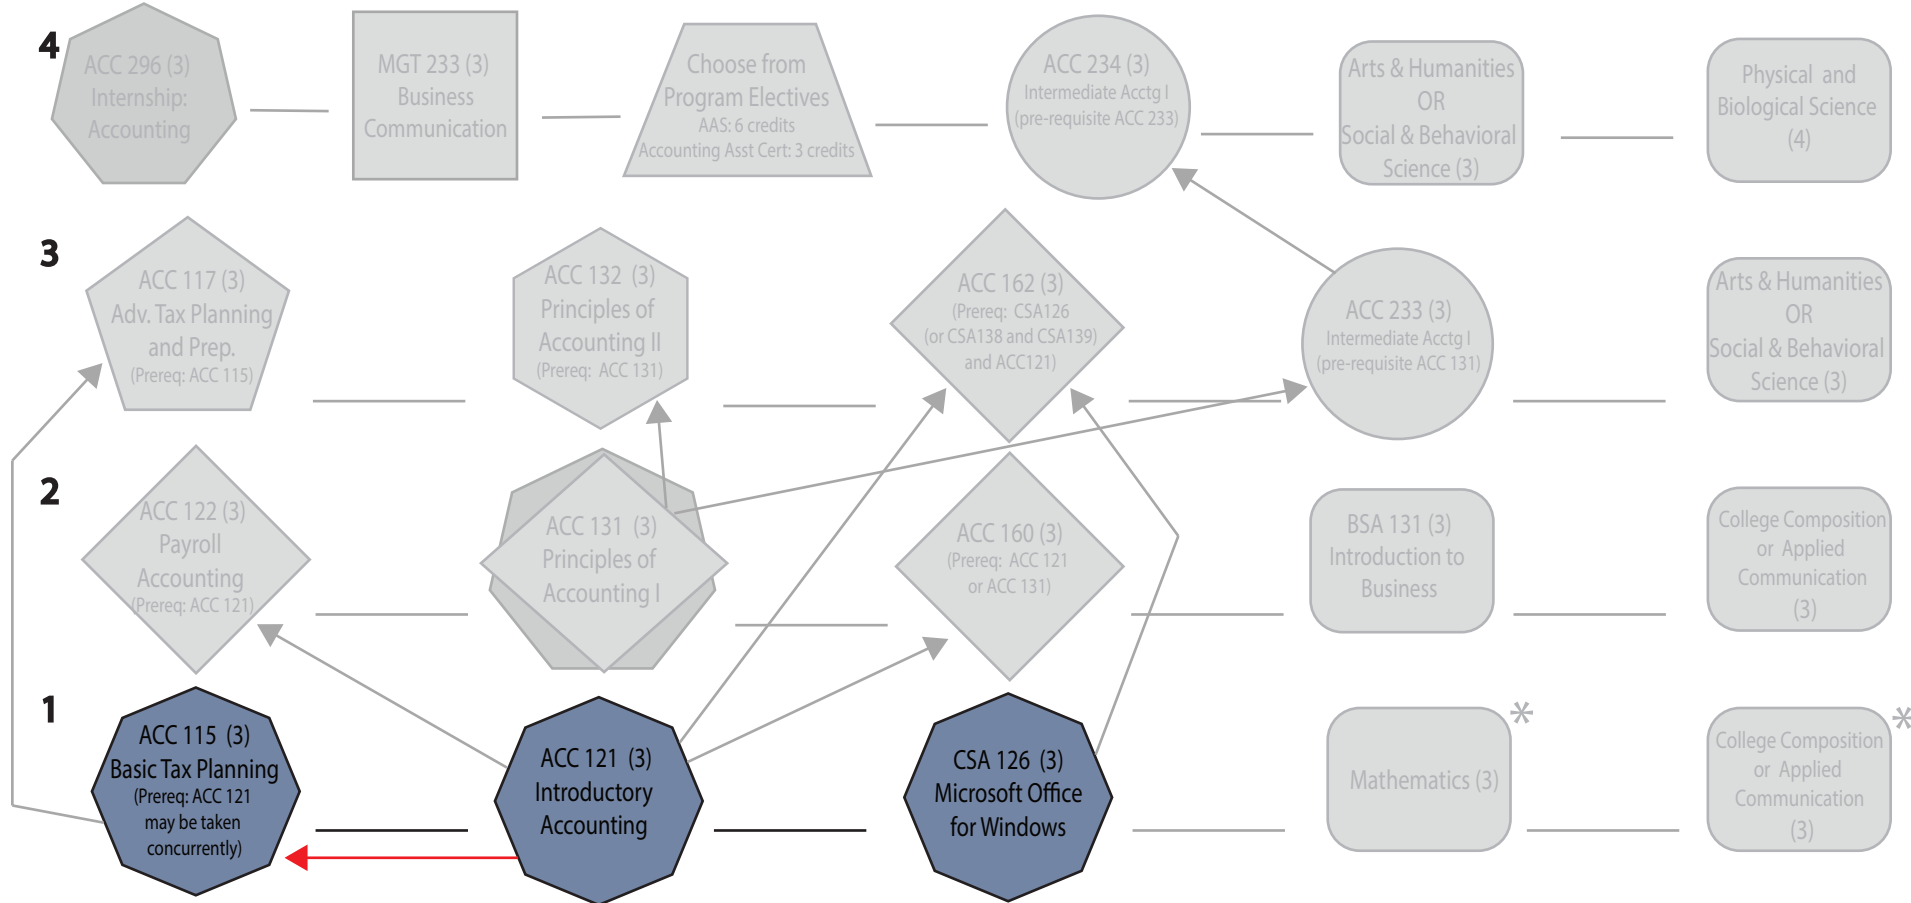 4
ACC 296 (3)
Internship:
Accounting
MGT 233 (3)
Business
Communication
Choose from
Program Electives
AAS: 6 credits
Accounting Asst Cert: 3 credits
ACC 234 (3)
Intermediate Acctg I
(pre-requisite ACC 233)
Arts & Humanities
OR
Social & Behavioral
Science (3)
Physical and
Biological Science
(4)
3
ACC 117 (3)
Adv. Tax Planning
and Prep.
(Prereq: ACC 115)
ACC 132 (3)
Principles of
Accounting II
(Prereq: ACC 131)
ACC 162 (3)
(Prereq: CSA126
(or CSA138 and CSA139)
and ACC121)
ACC 233 (3)
Intermediate Acctg I
(pre-requisite ACC 131)
Arts & Humanities
OR
Social & Behavioral
Science (3)
2
ACC 122 (3)
Payroll
Accounting
(Prereq: ACC 121)
ACC 131 (3)
Principles of
Accounting I
ACC 160 (3)
(Prereq: ACC 121
or ACC 131)
BSA 131 (3)
Introduction to
Business
College Composition
or Applied
Communication
(3)
1
ACC 115 (3)
Basic Tax Planning
(Prereq: ACC 121
may be taken
concurrently)
ACC 121 (3)
Introductory
Accounting
CSA 126 (3)
Microsoft Office
for Windows
Mathematics (3)
*
College Composition
or Applied
Communication
(3)
*